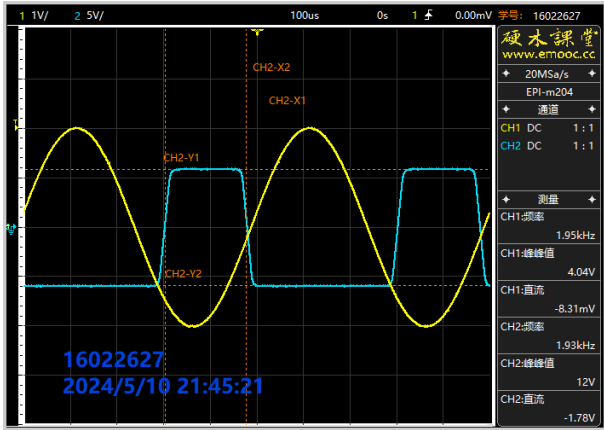 1 1V/ 2 5V/ 100us 0s 1 0.00mV 学号: 16022627
硬木課堂
www.emooc.cc
20MSa/s
EPI-m204
通道
CH1 DC 1:1
CH2 DC 1:1
测量
CH1:频率
1.95kHz
CH1:峰峰值
4.04V
CH1:直流
-8.31mV
CH2:频率
1.93kHz
CH2:峰峰值
12V
CH2:直流
-1.78V
CH2-X2
CH2-X1
CH2-Y1
CH2-Y2
16022627
2024/5/10 21:45:21